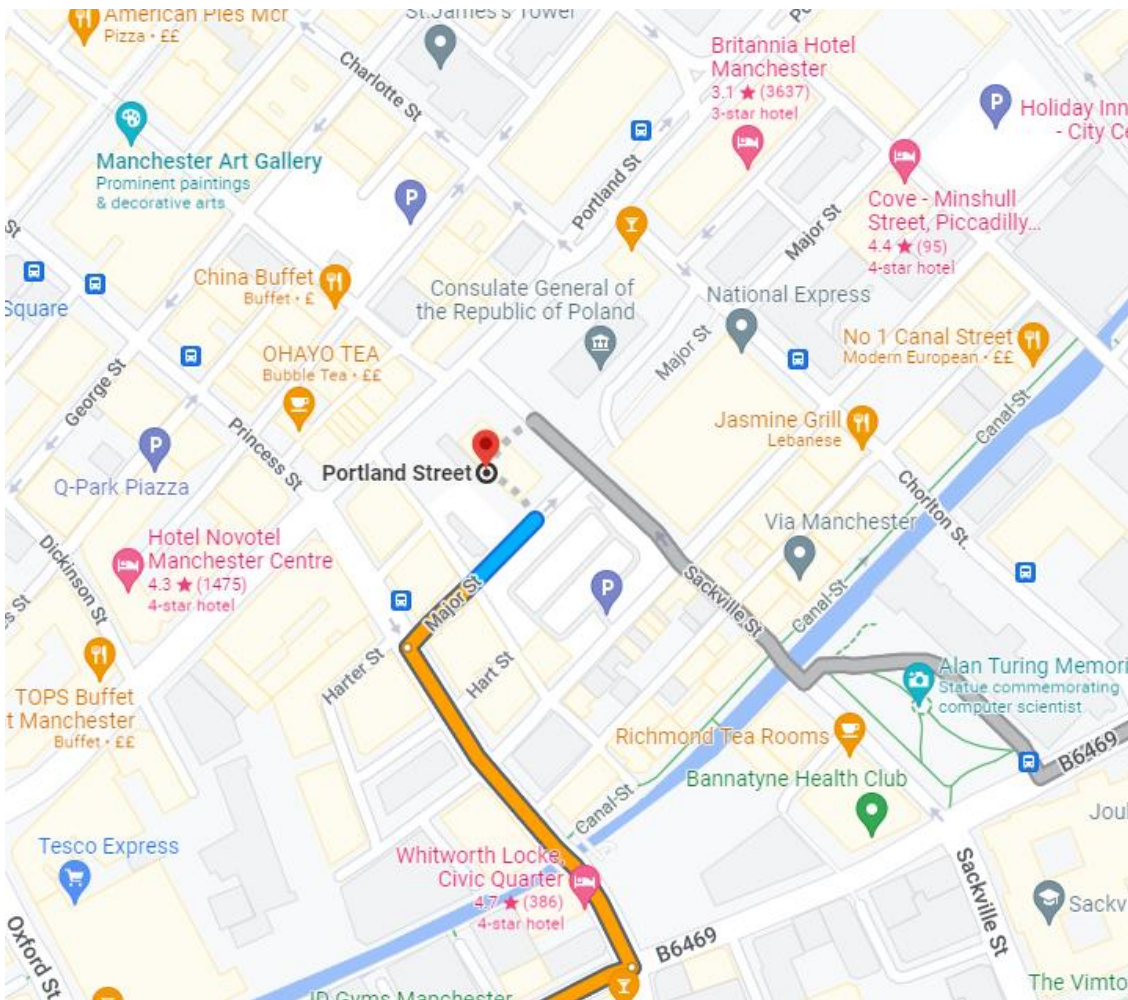 American Pies Mcr
Pizza • ££
St.James's Tower
Charlotte St
Britannia Hotel
Manchester
3.1 ★ (3637)
3-star hotel
P
Holiday Inn
- City
Manchester Art Gallery
Prominent paintings
& decorative arts
P
Portland St
Cove - Minshull
Street, Piccadilly...
4.4 ★ (95)
4-star hotel
Major St
St
Square
China Buffet
Buffet • £
Consulate General of
the Republic of Poland
National Express
No 1 Canal Street
Modern European • ££
Major St
OHAYO TEA
Bubble Tea • ££
George St
Princess St
Canal-St
Jasmine Grill
Lebanese
P
Q-Park Piazza
Portland Street
Chorlton St.
Via Manchester
Hotel Novotel
Manchester Centre
4.3 ★ (1475)
4-star hotel
Dickinson St
St
Major St
P
Sackville St
Canal-St
Harter St
Hart St
TOPS Buffet
t Manchester
Buffet • ££
Alan Turing Memori
Statue commemorating
computer scientist
Richmond Tea Rooms
B6469
Bannatyne Health Club
Canal-St
Joul
Tesco Express
Whitworth Locke,
Civic Quarter
4.7 ★ (386)
4-star hotel
Sackville St
Sackv
B6469
Oxford St
The Vimto
JD Gyms Manchester